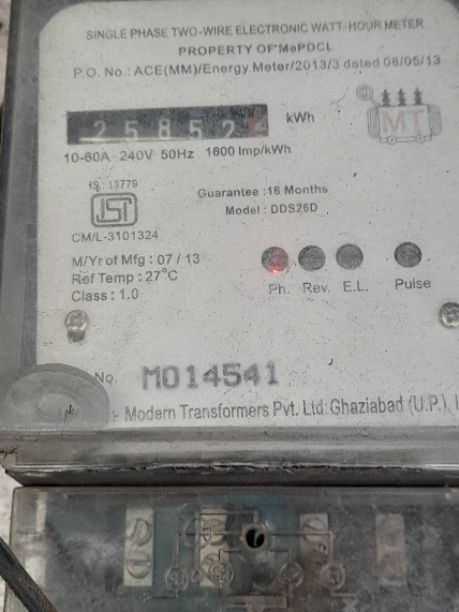 SINGLE PHASE TWO-WIRE ELECTRONIC WATT-HOUR METER
PROPERTY OF MePDCL
P.O. No.: ACE(MM)/Energy Meter/2013/3 dated 08/05/13
25852 kWh
MT
10-60A 240V 50Hz 1600 Imp/kWh
IS : 13779
ISI
Guarantee :18 Months
Model : DDS26D
CM/L-3101324
M/Yr of Mfg : 07 / 13
Ref Temp : 27°C
Class : 1.0
Ph. Rev. E.L. Pulse
No. M014541
Modern Transformers Pvt. Ltd. Ghaziabad (U.P.),